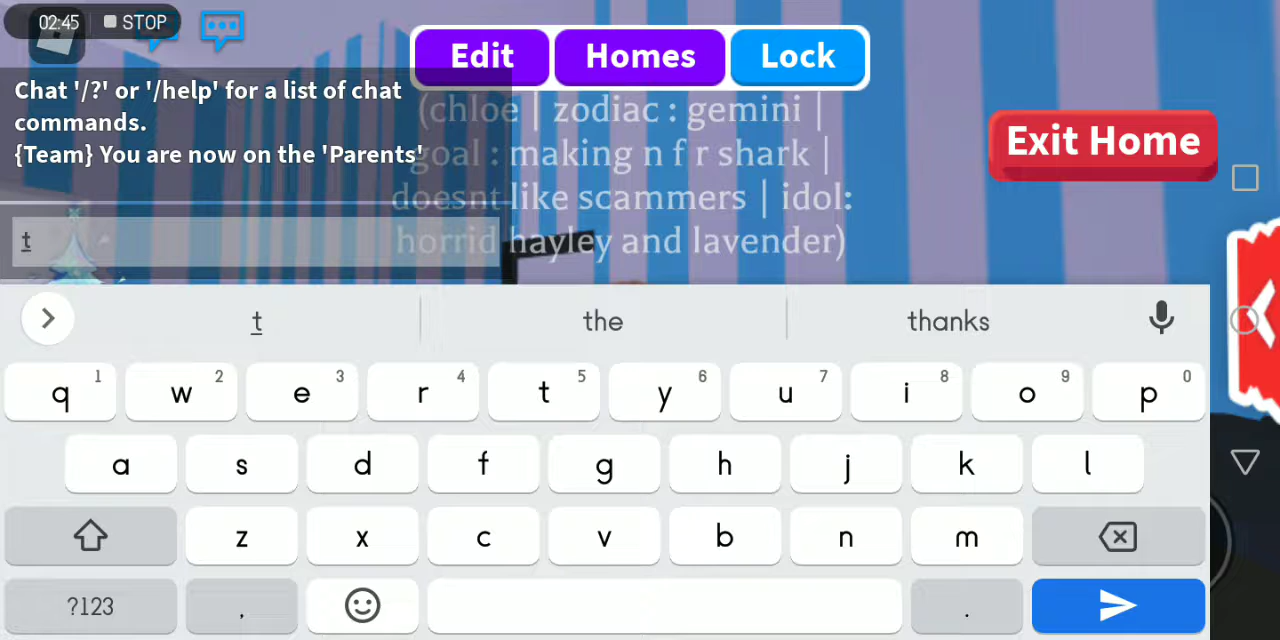 02:45 STOP
Edit Homes Lock
Chat '/?' or '/help' for a list of chat
commands.
{Team} You are now on the 'Parents'
(chloe | zodiac : gemini |
goal : making n f r shark |
doesnt like scammers | idol:
horrid hayley and lavender)
Exit Home
t
t the thanks
q 1 w 2 e 3 r 4 t 5 y 6 u 7 i 8 o 9 p 0
a s d f g h j k l
z x c v b n m
?123 , .